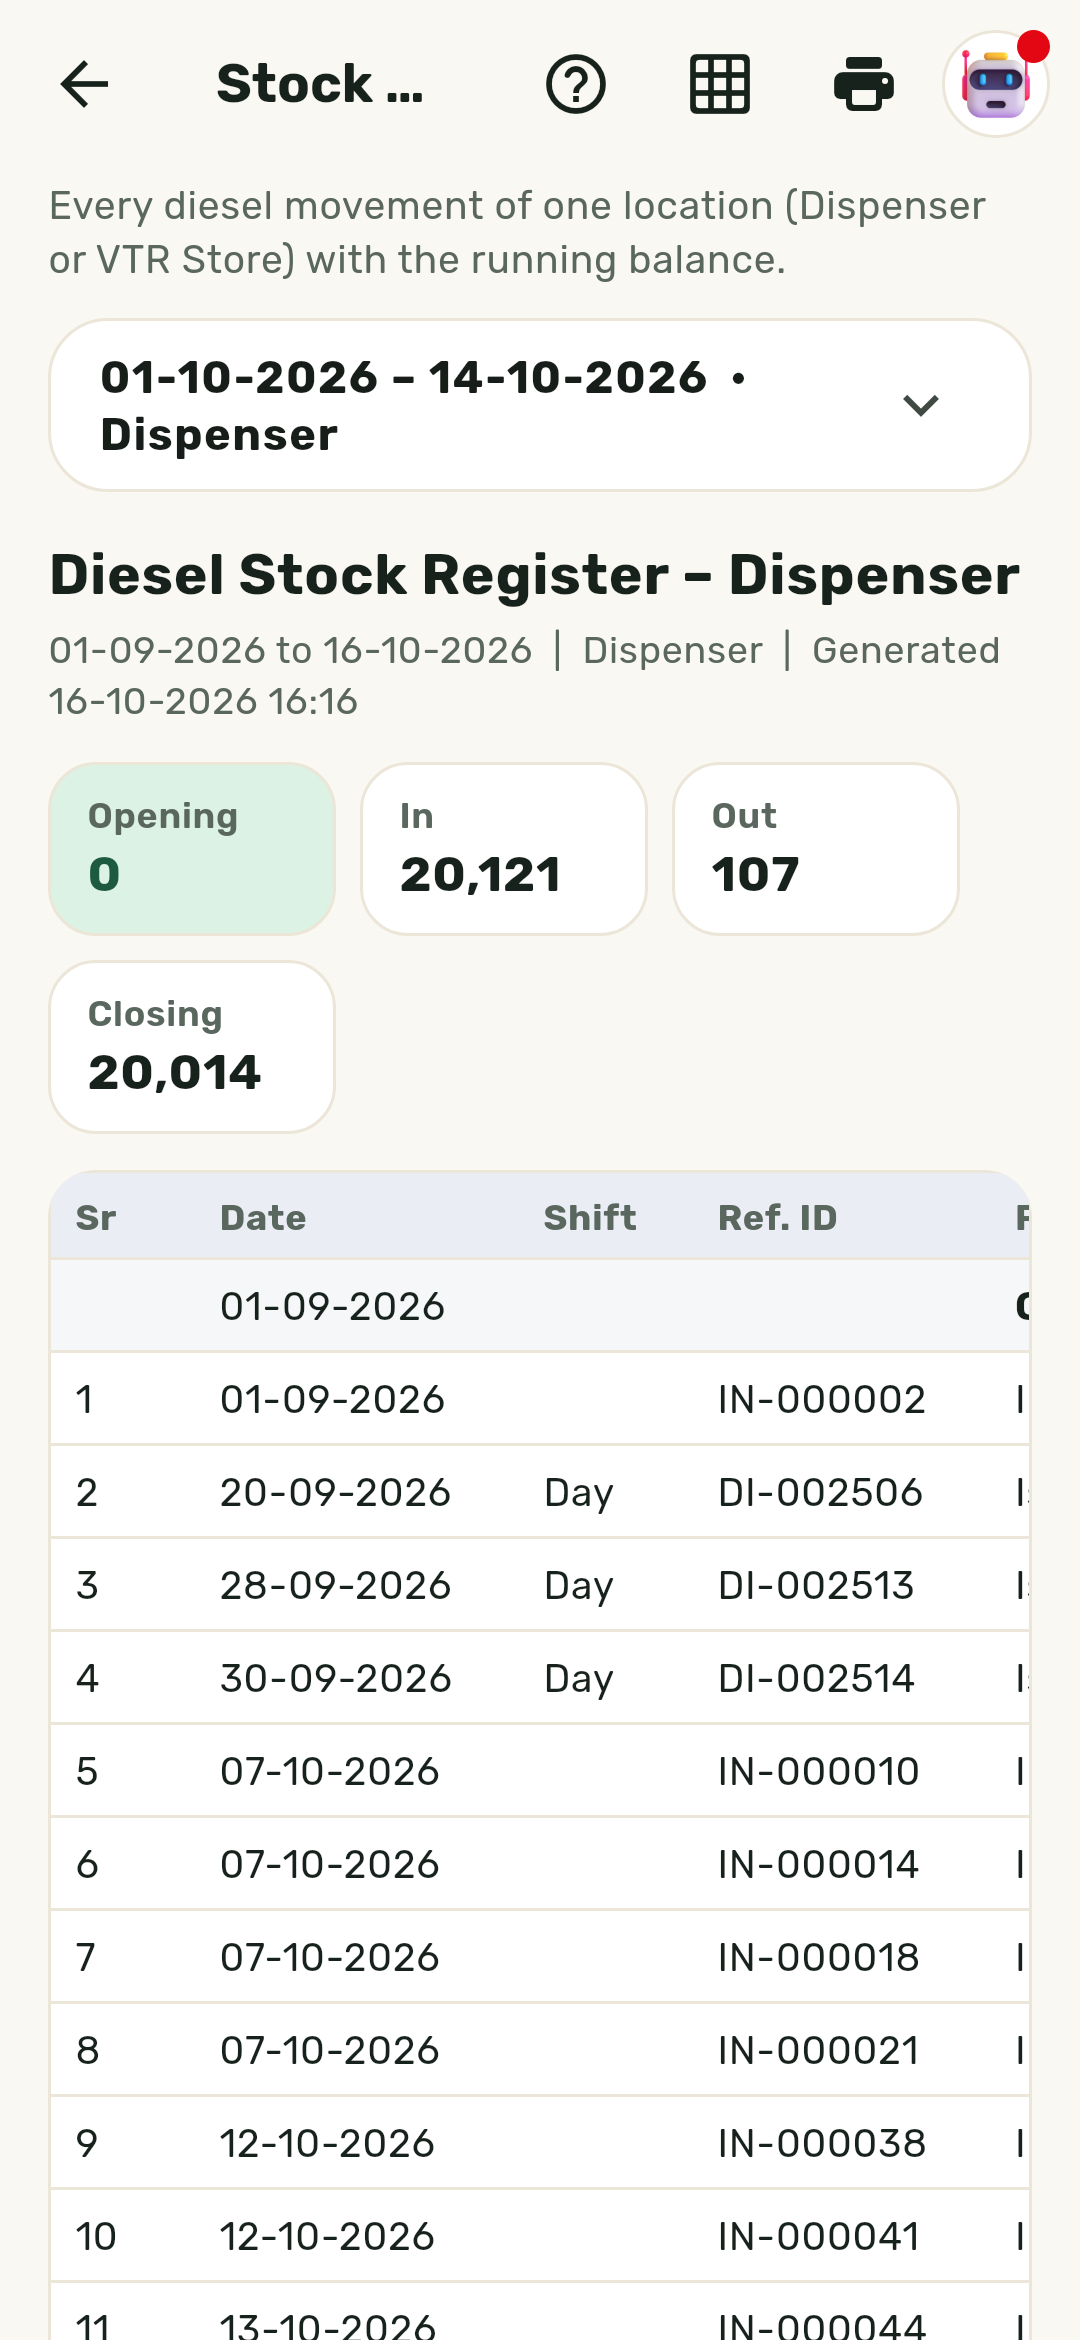 Stock ...
Every diesel movement of one location (Dispenser
or VTR Store) with the running balance.
01-10-2026 – 14-10-2026 •
Dispenser
Diesel Stock Register – Dispenser
01-09-2026 to 16-10-2026 | Dispenser | Generated
16-10-2026 16:16
Opening In Out
0 20,121 107
Closing
20,014
Sr Date Shift Ref. ID
01-09-2026
1 01-09-2026 IN-000002
2 20-09-2026 Day DI-002506
3 28-09-2026 Day DI-002513
4 30-09-2026 Day DI-002514
5 07-10-2026 IN-000010
6 07-10-2026 IN-000014
7 07-10-2026 IN-000018
8 07-10-2026 IN-000021
9 12-10-2026 IN-000038
10 12-10-2026 IN-000041
11 13-10-2026 IN-000044